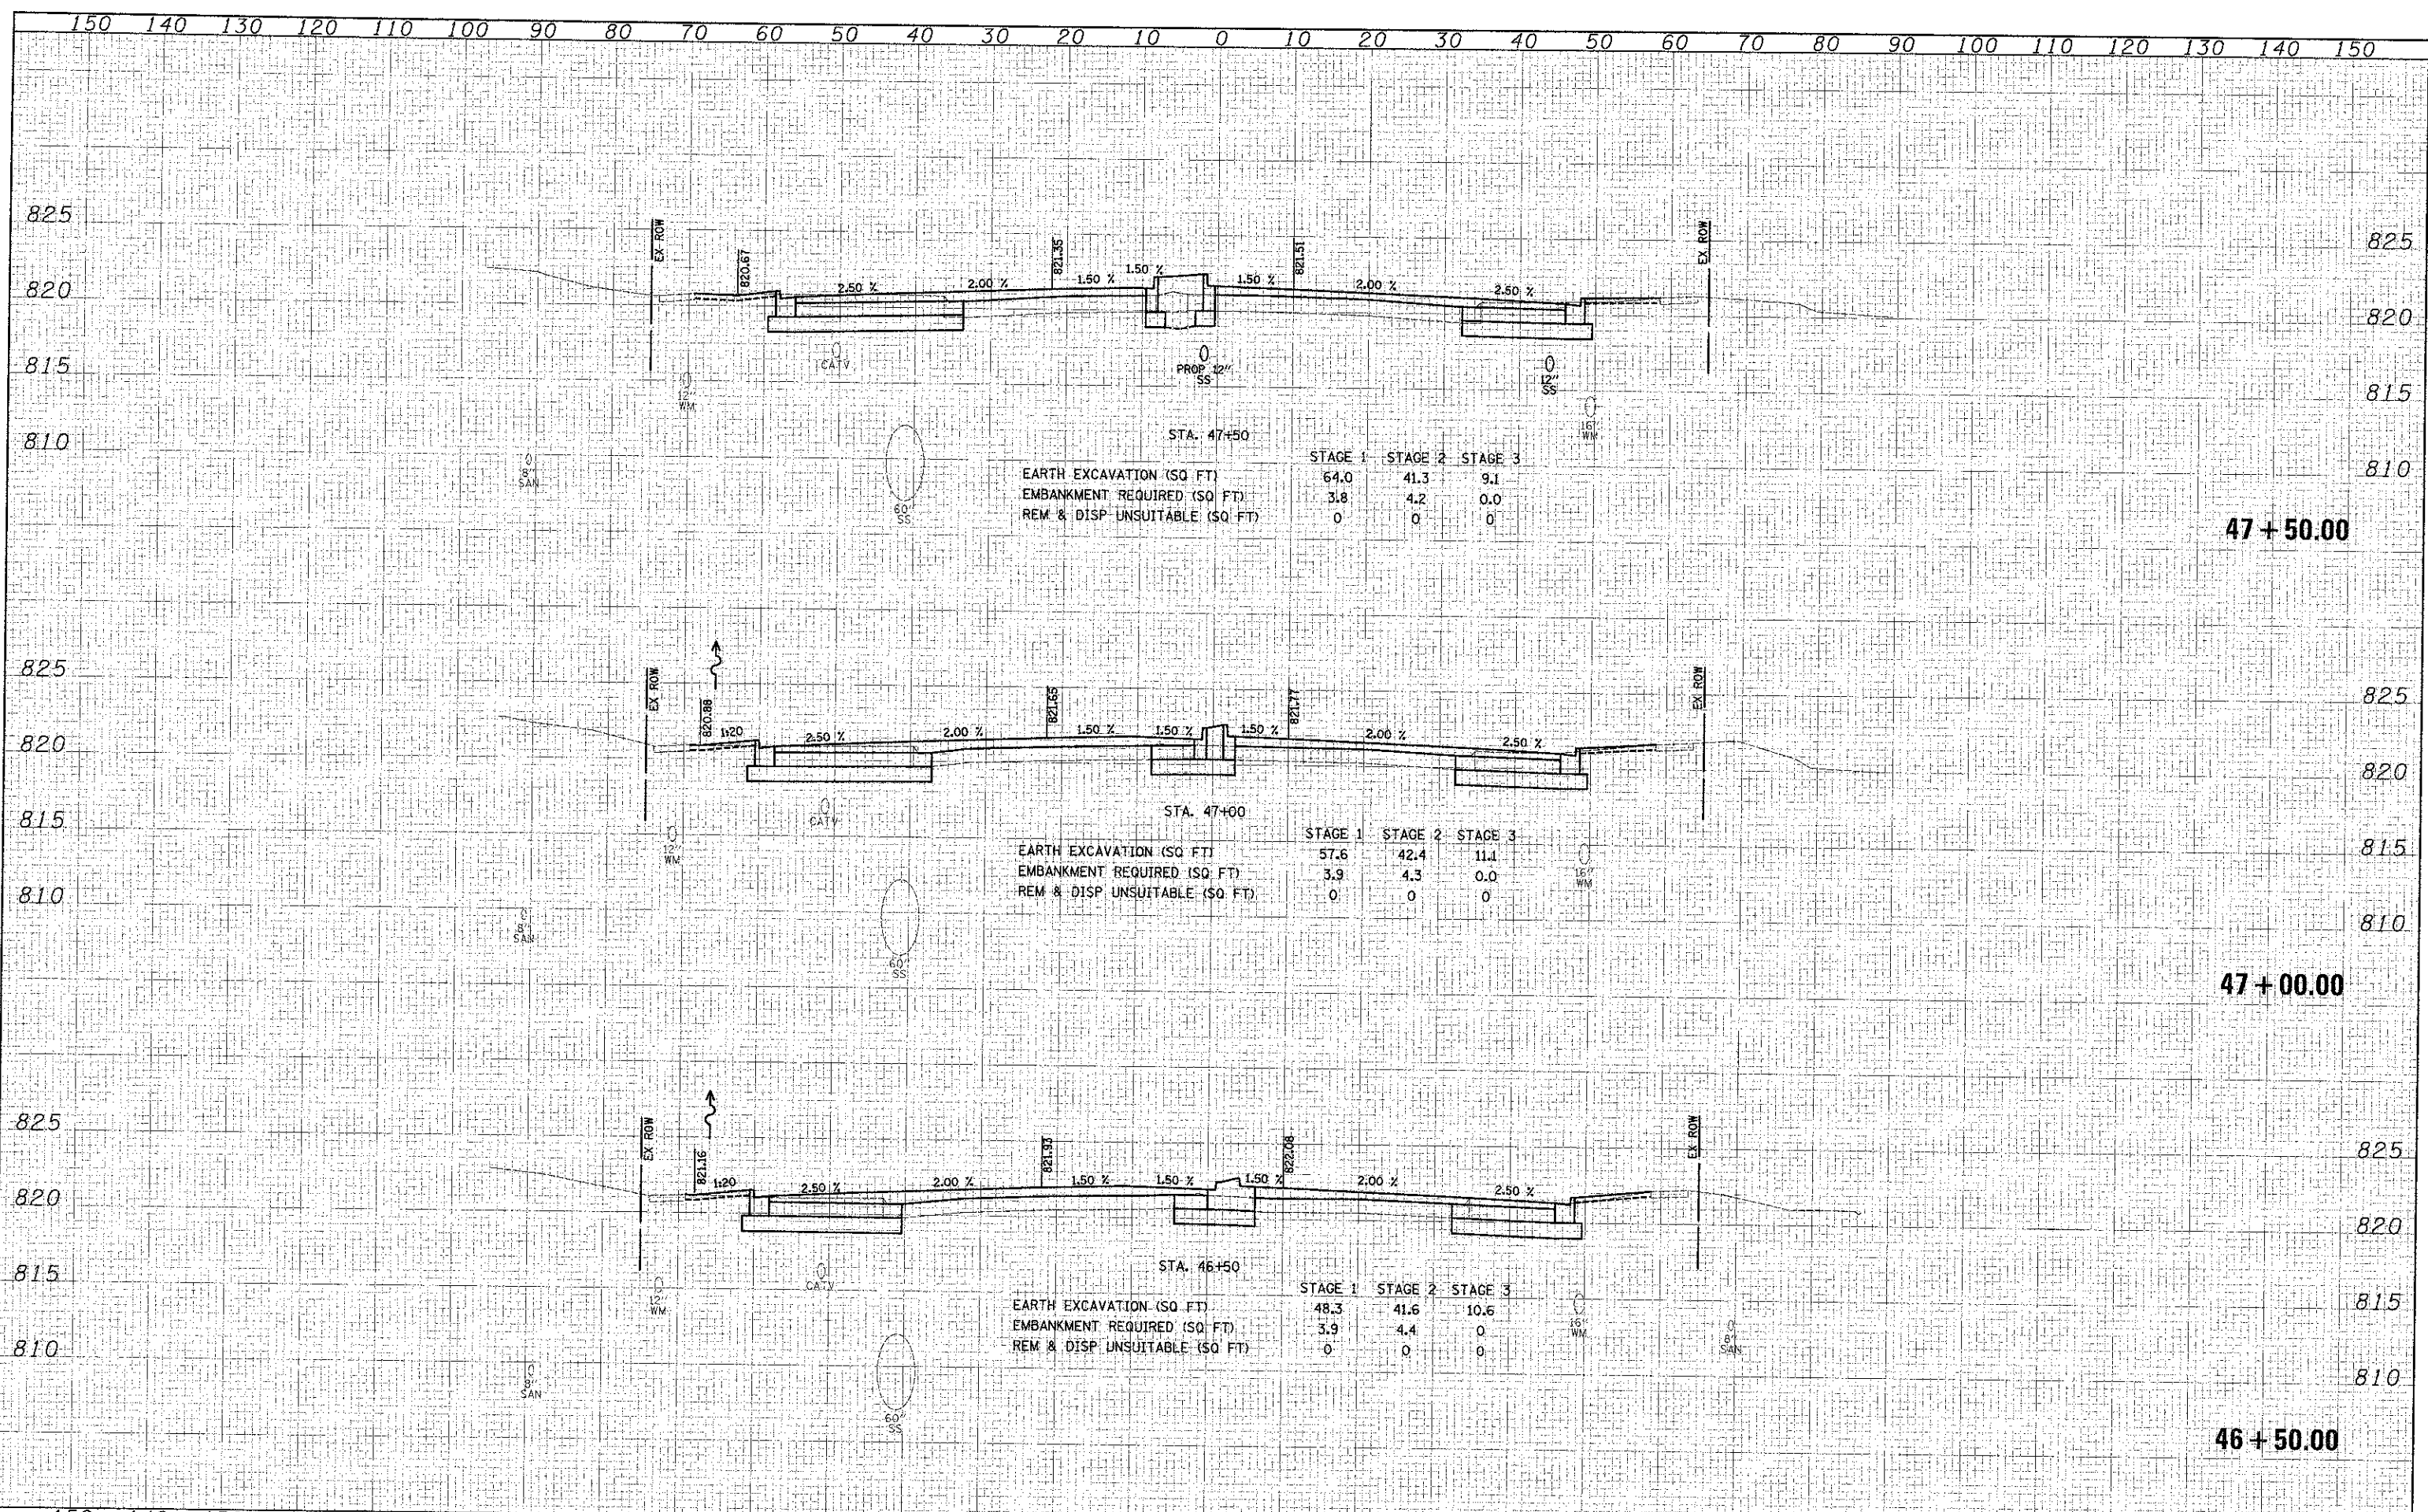 150 140 130 120 110 100 90 80 70 60 50 40 30 20 10 0 10 20 30 40 50 60 70 80 90 100 110 120 130 140 150
825 825
EX ROW 820.67 821.35 821.51 EX ROW
820 2.50 % 2.00 % 1.50 % 1.50 % 1.50 % 2.00 % 2.50 % 820
815 12" WM CATV PROP 12" SS 12" SS 16" WM 815
810 8" SAN 60" SS 810
STA. 47+50
STAGE 1 STAGE 2 STAGE 3
EARTH EXCAVATION (SQ FT) 64.0 41.3 9.1
EMBANKMENT REQUIRED (SQ FT) 3.8 4.2 0.0
REM & DISP UNSUITABLE (SQ FT) 0 0 0
47+50.00
825 825
EX ROW 820.88 821.65 821.77 EX ROW
820 1:20 2.50 % 2.00 % 1.50 % 1.50 % 1.50 % 2.00 % 2.50 % 820
815 12" WM CATV 16" WM 815
810 8" SAN 60" SS 810
STA. 47+00
STAGE 1 STAGE 2 STAGE 3
EARTH EXCAVATION (SQ FT) 57.6 42.4 11.1
EMBANKMENT REQUIRED (SQ FT) 3.9 4.3 0.0
REM & DISP UNSUITABLE (SQ FT) 0 0 0
47+00.00
825 825
EX ROW 821.16 821.93 822.08 EX ROW
820 1:20 2.50 % 2.00 % 1.50 % 1.50 % 1.50 % 2.00 % 2.50 % 820
815 12" WM CATV 16" WM 8" SAN 815
810 8" SAN 60" SS 810
STA. 46+50
STAGE 1 STAGE 2 STAGE 3
EARTH EXCAVATION (SQ FT) 48.3 41.6 10.6
EMBANKMENT REQUIRED (SQ FT) 3.9 4.4 0
REM & DISP UNSUITABLE (SQ FT) 0 0 0
46+50.00